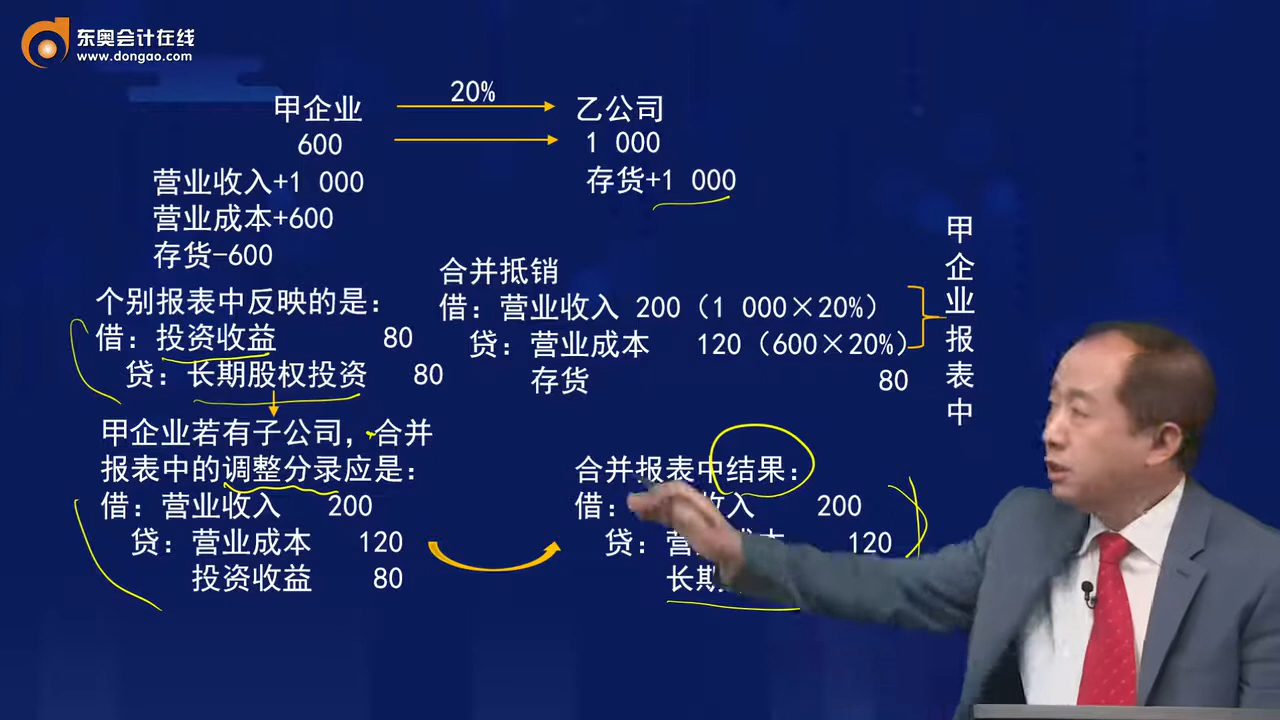 东奥会计在线
www.dongao.com
甲企业 20% 乙公司
600 1 000
营业收入+1 000 存货+1 000
营业成本+600
存货-600
个别报表中反映的是：
借：投资收益 80
贷：长期股权投资 80
合并抵销
借：营业收入 200（1 000×20%）
贷：营业成本 120（600×20%）
存货 80
甲企业报表中
甲企业若有子公司，合并
报表中的调整分录应是：
借：营业收入 200
贷：营业成本 120
投资收益 80
合并报表中结果：
借： 收入 200
贷：营 120
长期